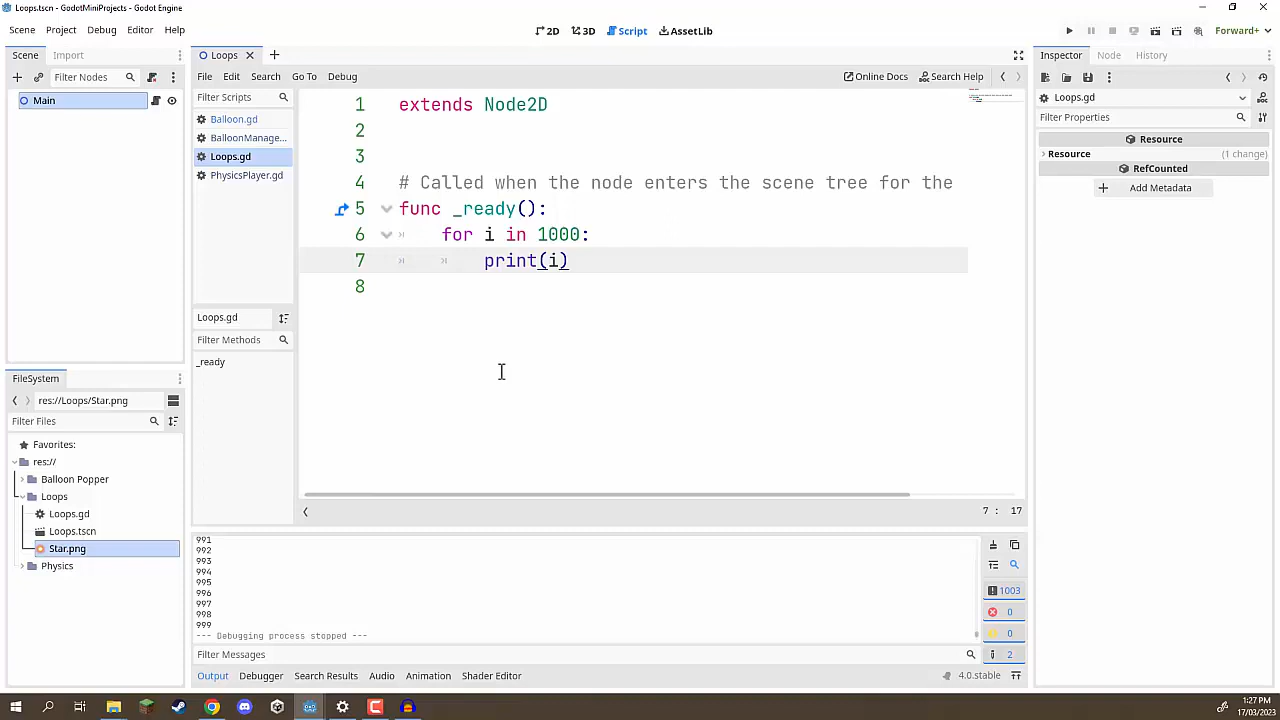 Loops.tscn - GodotMiniProjects - Godot Engine
Scene Project Debug Editor Help
2D 3D Script AssetLib
Forward+
Scene Import
Filter Nodes
Main
FileSystem
res://Loops/Star.png
Filter Files
Favorites:
res://
Balloon Popper
Loops
Loops.gd
Loops.tscn
Star.png
Physics
Loops
File Edit Search Go To Debug
Online Docs Search Help
Filter Scripts
Balloon.gd
BalloonManage...
Loops.gd
PhysicsPlayer.gd
Loops.gd
Filter Methods
_ready
1 extends Node2D
2
3
4 # Called when the node enters the scene tree for the
5 func _ready():
6 for i in 1000:
7 print(i)
8
7 : 17
991
992
993
994
995
996
997
998
999
--- Debugging process stopped ---
1003
0
0
2
Filter Messages
Output Debugger Search Results Audio Animation Shader Editor
4.0.stable
Inspector Node History
Loops.gd
Filter Properties
Resource
Resource (1 change)
RefCounted
Add Metadata
1:27 PM
17/03/2023